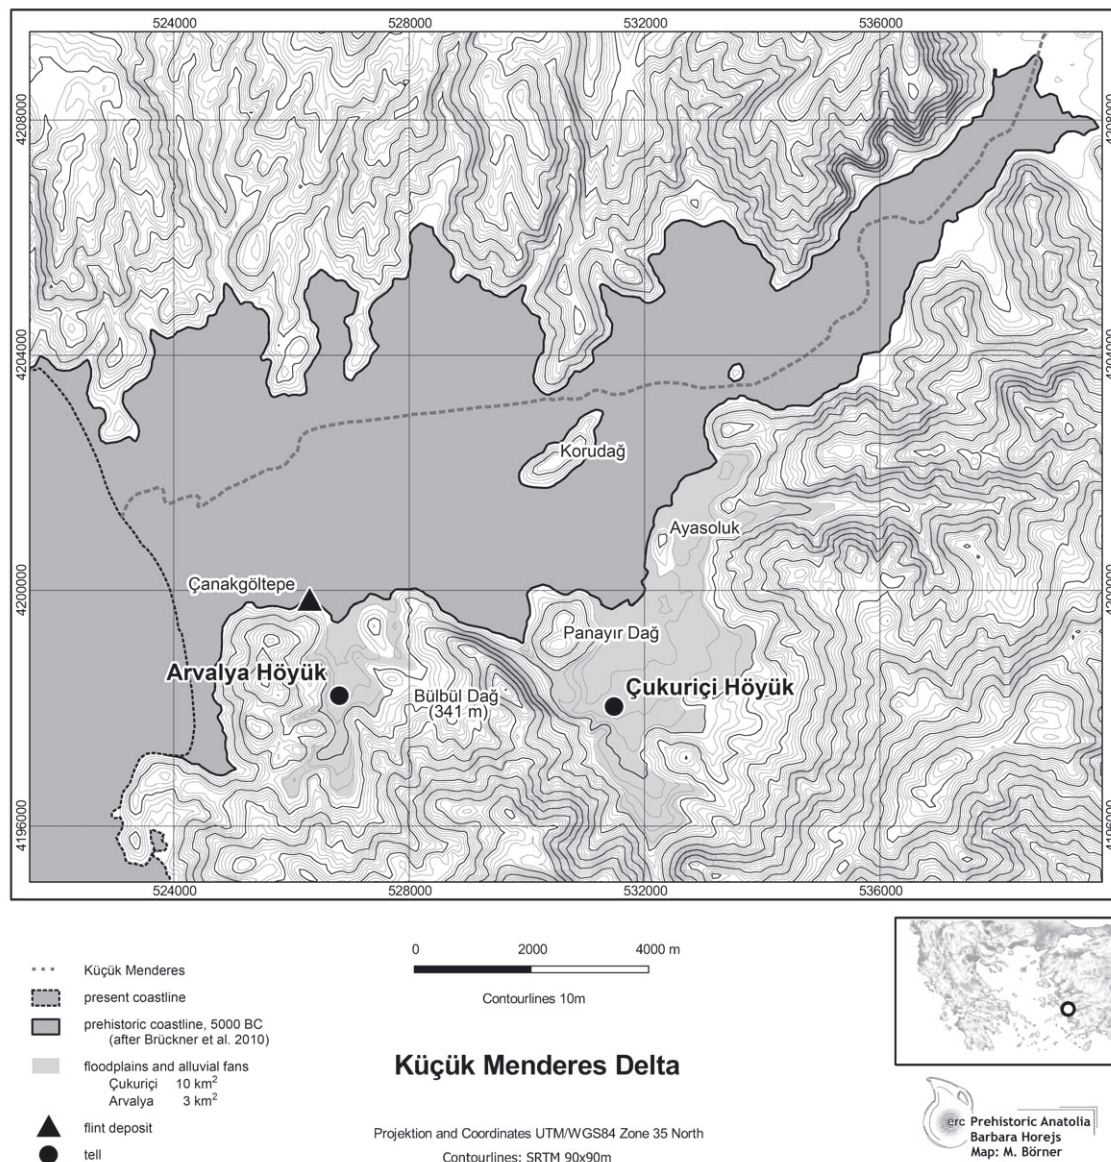 524000 528000 532000 536000
4208000 4208000
4204000 4204000
Korudağ
Ayasoluk
Çanakgöltepe
4200000 4200000
Panayır Dağ
Arvalya Höyük
Çukuriçi Höyük
Bülbül Dağ
(341 m)
4196000 4196000
524000 528000 532000 536000
0 2000 4000 m
Contourlines 10m
Küçük Menderes
present coastline
prehistoric coastline, 5000 BC
(after Brückner et al. 2010)
floodplains and alluvial fans
Çukuriçi 10 km²
Arvalya 3 km²
flint deposit
tell
Küçük Menderes Delta
Projektion and Coordinates UTM/WGS84 Zone 35 North
Contourlines: SRTM 90x90m
erc Prehistoric Anatolia
Barbara Horejs
Map: M. Börner